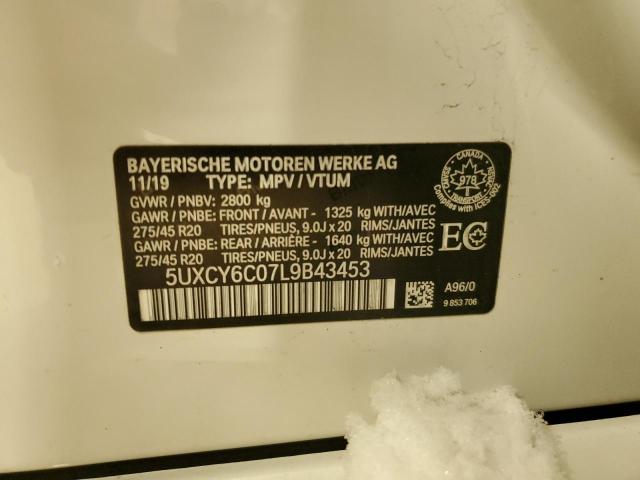 BAYERISCHE MOTOREN WERKE AG
11/19 TYPE: MPV / VTUM
GVWR / PNBV: 2800 kg
GAWR / PNBE: FRONT / AVANT - 1325 kg WITH/AVEC
275/45 R20 TIRES/PNEUS, 9.0J x 20 RIMS/JANTES
GAWR / PNBE: REAR / ARRIÈRE - 1640 kg WITH/AVEC
275/45 R20 TIRES/PNEUS, 9.0J x 20 RIMS/JANTES
5UXCY6C07L9B43453
CANADA
978
TRANSPORT
Complies with ICES-002
EC
A96/0
9 853 706